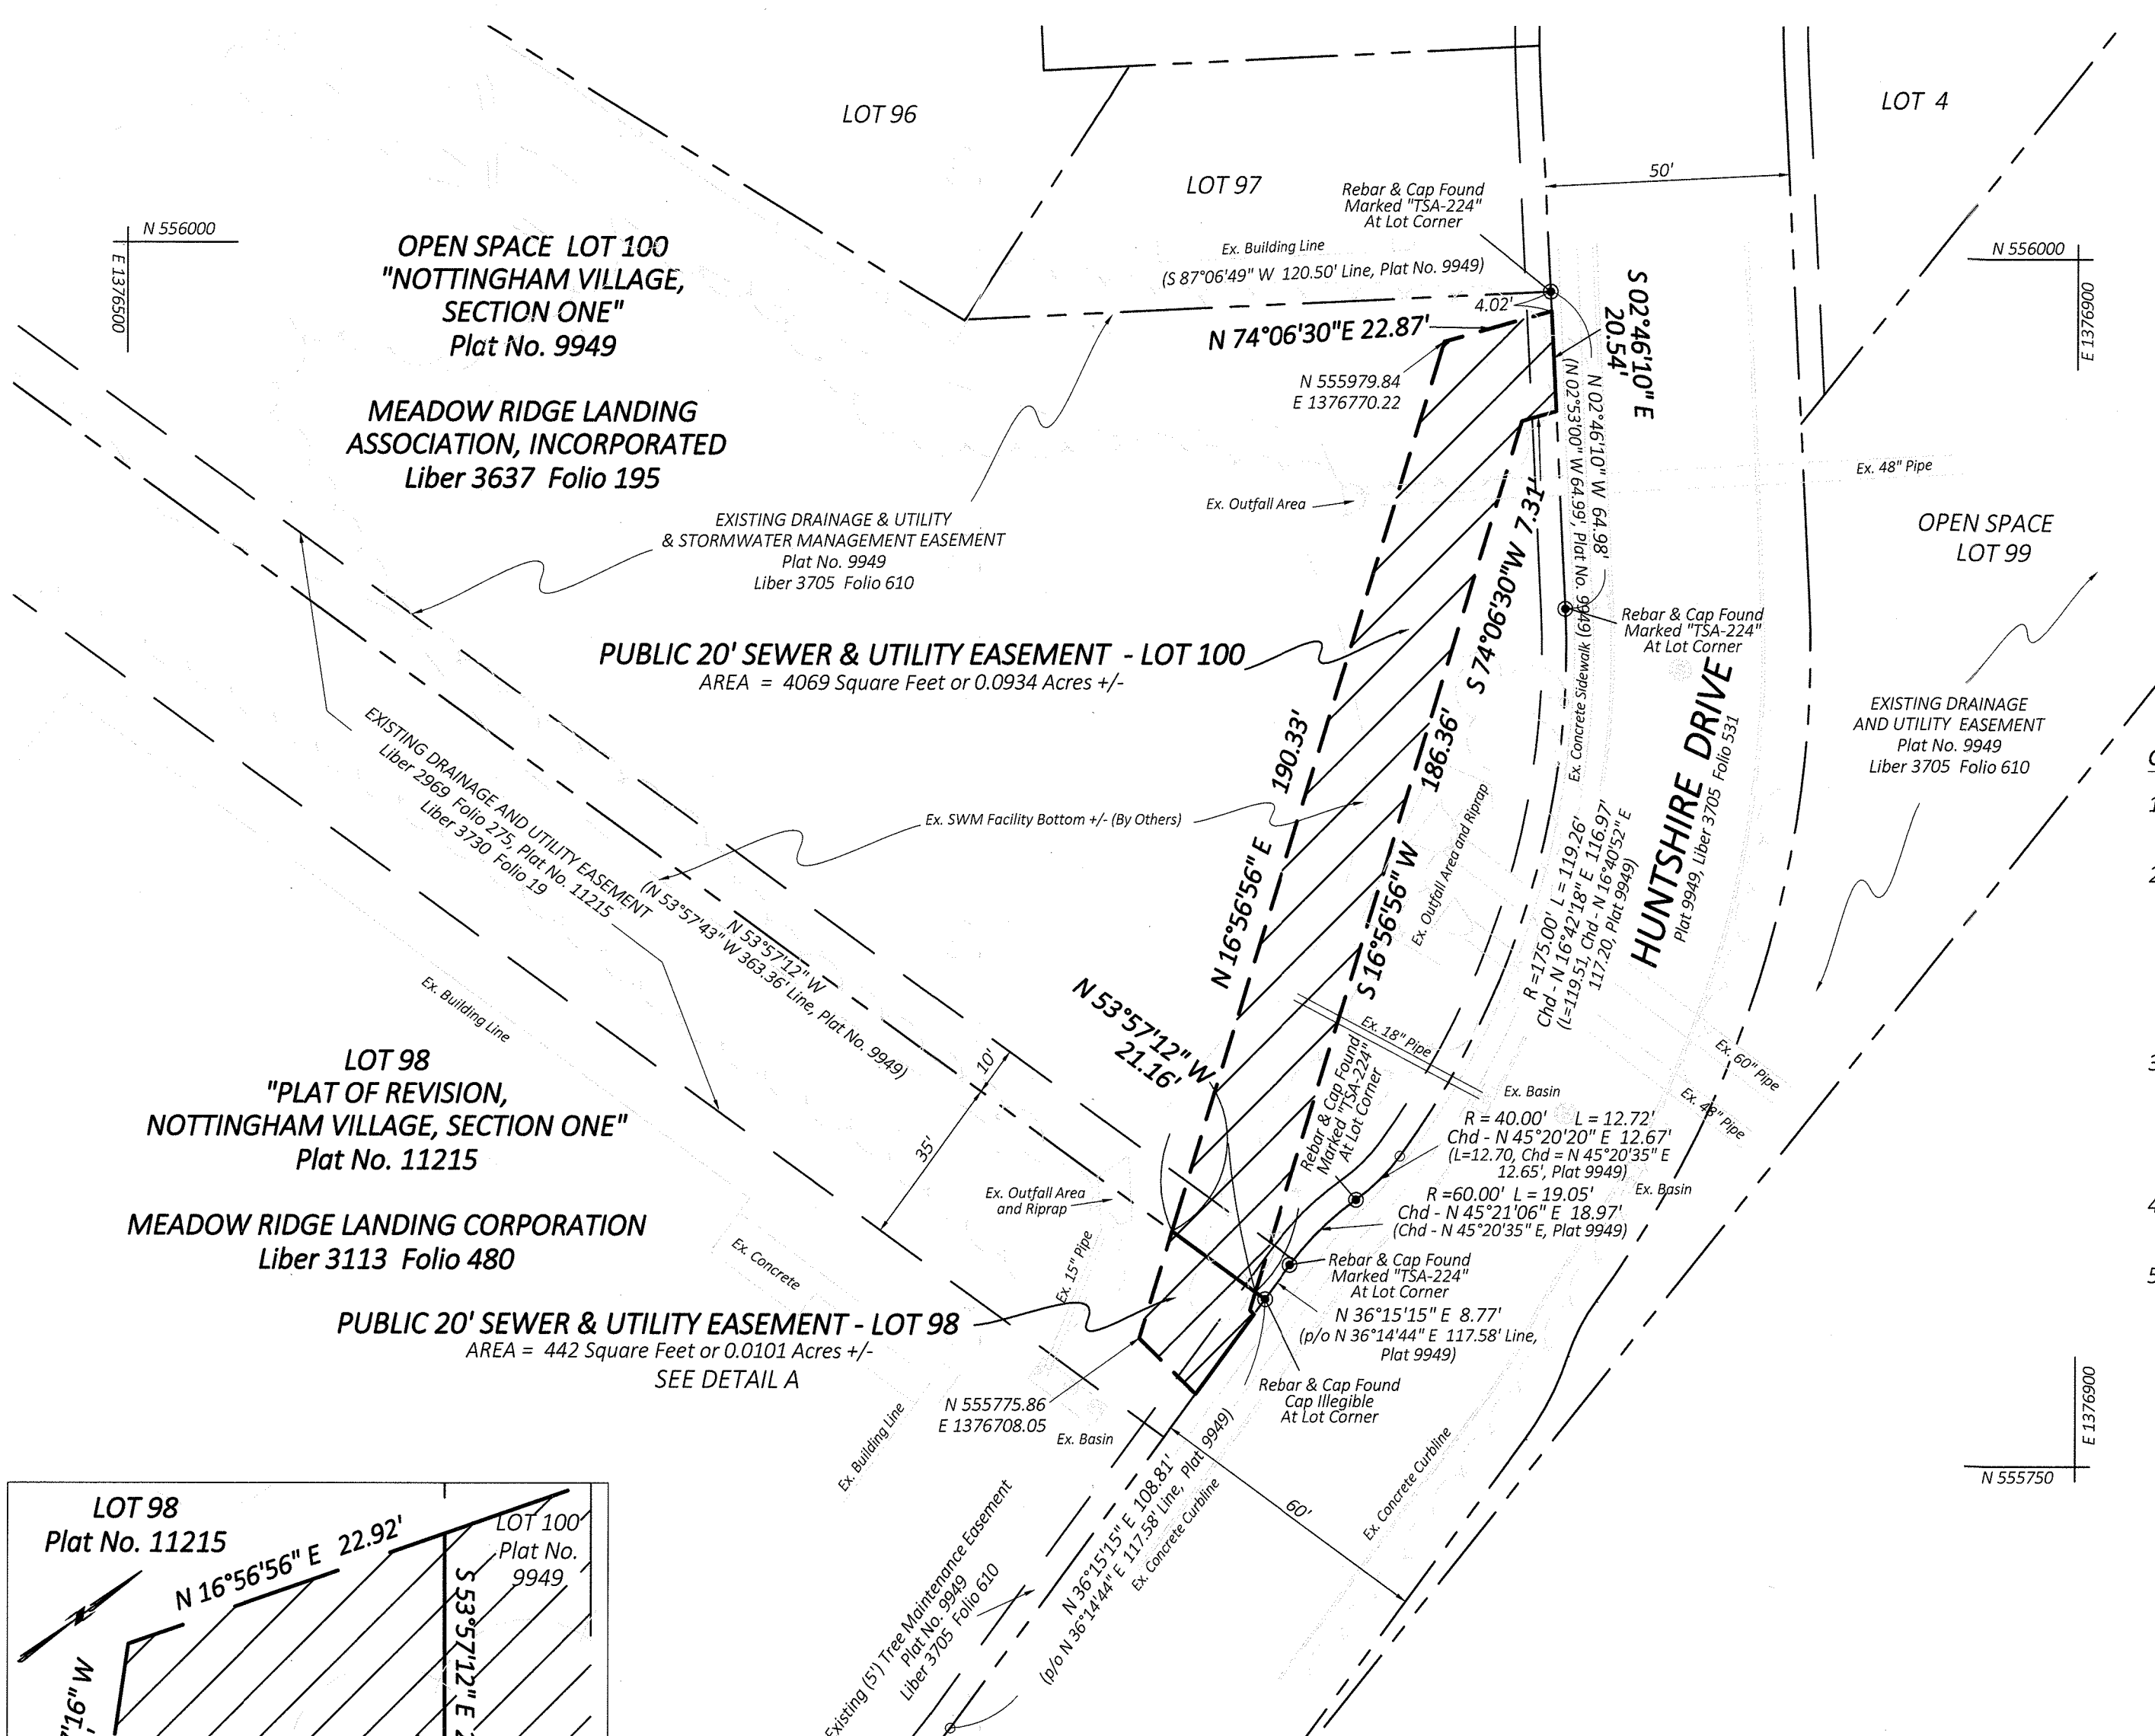 LOT 96
LOT 4
LOT 97
50'
Rebar & Cap Found
Marked "TSA-224"
At Lot Corner
N 556000
E 1376500
OPEN SPACE LOT 100
"NOTTINGHAM VILLAGE,
SECTION ONE"
Plat No. 9949
MEADOW RIDGE LANDING
ASSOCIATION, INCORPORATED
Liber 3637 Folio 195
Ex. Building Line
(S 87°06'49" W 120.50' Line, Plat No. 9949)
4.02'
N 74°06'30"E 22.87'
N 555979.84
E 1376770.22
S 02°46'10" E
20.54'
N 02°46'10" W 64.98'
(N 02°53'00" W 64.99', Plat No. 9949)
N 556000
E 1376900
Ex. 48" Pipe
Ex. Outfall Area
OPEN SPACE
LOT 99
EXISTING DRAINAGE & UTILITY
& STORMWATER MANAGEMENT EASEMENT
Plat No. 9949
Liber 3705 Folio 610
S 74°06'30"W 7.31'
Rebar & Cap Found
Marked "TSA-224"
At Lot Corner
PUBLIC 20' SEWER & UTILITY EASEMENT - LOT 100
AREA = 4069 Square Feet or 0.0934 Acres +/-
Ex. Concrete Sidewalk
HUNTSHIRE DRIVE
Plat 9949, Liber 3705 Folio 531
EXISTING DRAINAGE
AND UTILITY EASEMENT
Plat No. 9949
Liber 3705 Folio 610
EXISTING DRAINAGE AND UTILITY EASEMENT
Liber 2969 Folio 275, Plat No. 11215
Liber 3730 Folio 19
N 53°57'12" W
(N 53°57'43" W 363.36' Line, Plat No. 9949)
Ex. SWM Facility Bottom +/- (By Others)
N 16°56'56" E 190.33'
S 16°56'56" W 186.36'
Ex. Outfall Area and Riprap
R =175.00' L = 119.26'
Chd - N 16°42'18" E 116.97'
(L=119.51, Chd - N 16°40'52" E
117.20, Plat 9949)
Ex. Building Line
N 53°57'12" W
21.16'
Ex. 18" Pipe
Rebar & Cap Found
Marked "TSA-224"
At Lot Corner
Ex. 60" Pipe
Ex. 48" Pipe
Ex. Basin
10'
35'
LOT 98
"PLAT OF REVISION,
NOTTINGHAM VILLAGE, SECTION ONE"
Plat No. 11215
MEADOW RIDGE LANDING CORPORATION
Liber 3113 Folio 480
R = 40.00' L = 12.72'
Chd - N 45°20'20" E 12.67'
(L=12.70, Chd = N 45°20'35" E
12.65', Plat 9949)
Ex. Basin
R =60.00' L = 19.05'
Chd - N 45°21'06" E 18.97'
(Chd - N 45°20'35" E, Plat 9949)
Ex. Outfall Area
and Riprap
Ex. 15" Pipe
Ex. Concrete
Rebar & Cap Found
Marked "TSA-224"
At Lot Corner
N 36°15'15" E 8.77'
(p/o N 36°14'44" E 117.58' Line,
Plat 9949)
PUBLIC 20' SEWER & UTILITY EASEMENT - LOT 98
AREA = 442 Square Feet or 0.0101 Acres +/-
SEE DETAIL A
N 555775.86
E 1376708.05
Ex. Basin
Ex. Building Line
Rebar & Cap Found
Cap Illegible
At Lot Corner
E 1376900
N 555750
60'
Ex. Concrete Curbline
Ex. Concrete Curbline
N 36°15'15" E 108.81'
(p/o N 36°14'44" E 117.58' Line, Plat 9949)
Existing (5') Tree Maintenance Easement
Plat No. 9949
Liber 3705 Folio 610
LOT 98
Plat No. 11215
N 16°56'56" E 22.92'
LOT 100
Plat No.
9949
S 53°57'12" E
16" W
1
2
3
4
5